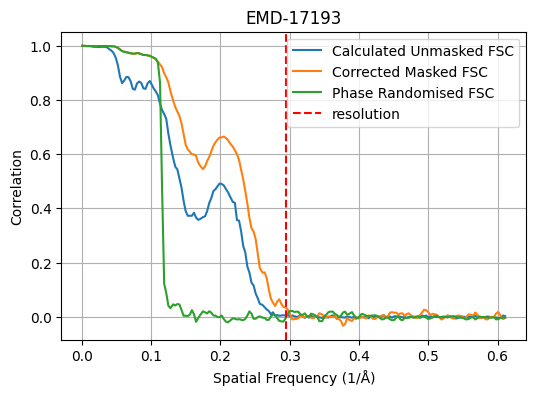 EMD-17193
Calculated Unmasked FSC
Corrected Masked FSC
Phase Randomised FSC
resolution
Correlation
1.0
0.8
0.6
0.4
0.2
0.0
0.0 0.1 0.2 0.3 0.4 0.5 0.6
Spatial Frequency (1/Å)